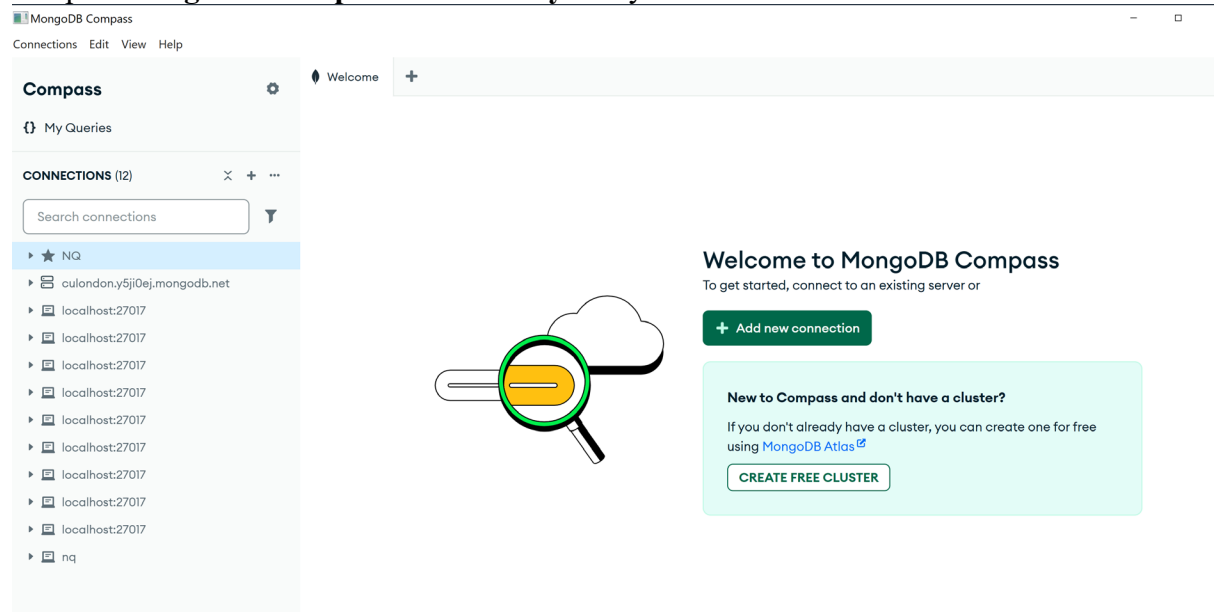 MongoDB Compass
Connections Edit View Help
Compass
{} My Queries
CONNECTIONS (12)
Search connections
NQ
culondon.y5ji0ej.mongodb.net
localhost:27017
localhost:27017
localhost:27017
localhost:27017
localhost:27017
localhost:27017
localhost:27017
localhost:27017
localhost:27017
nq
Welcome
Welcome to MongoDB Compass
To get started, connect to an existing server or
Add new connection
New to Compass and don't have a cluster?
If you don't already have a cluster, you can create one for free
using MongoDB Atlas
CREATE FREE CLUSTER